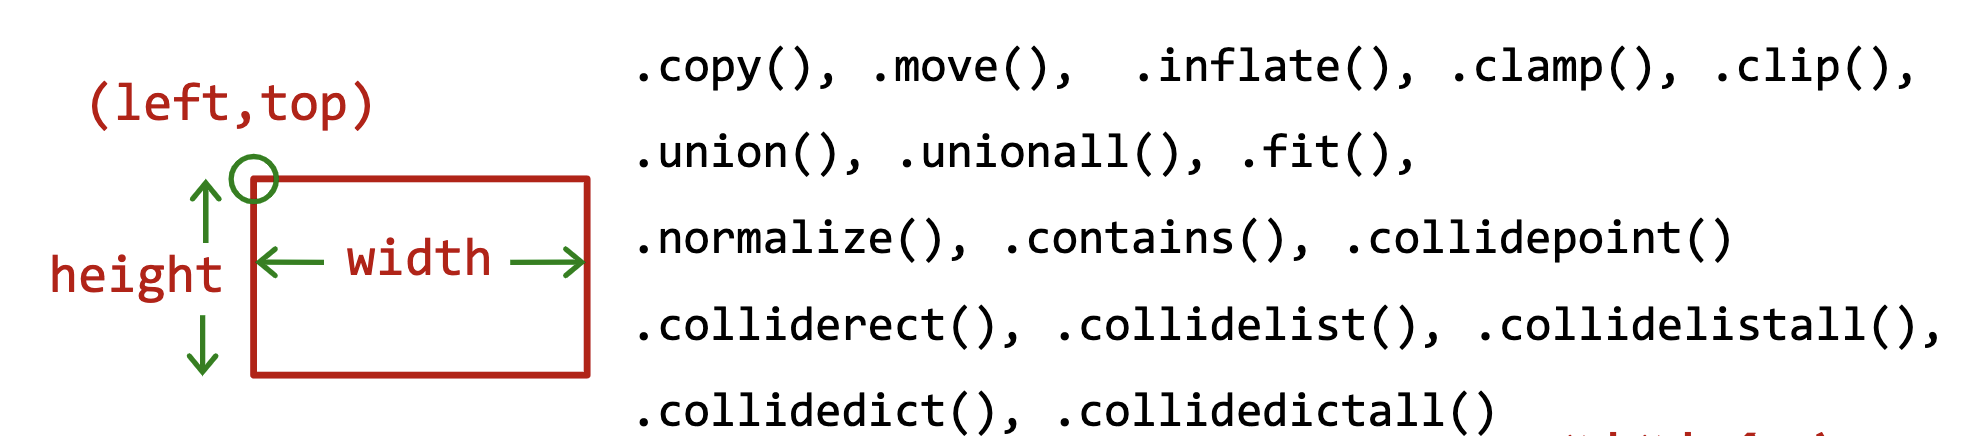 (left,top)
height
width
.copy(), .move(), .inflate(), .clamp(), .clip(),
.union(), .unionall(), .fit(),
.normalize(), .contains(), .collidepoint()
.colliderect(), .collidelist(), .collidelistall(),
.collidedict(), .collidedictall()